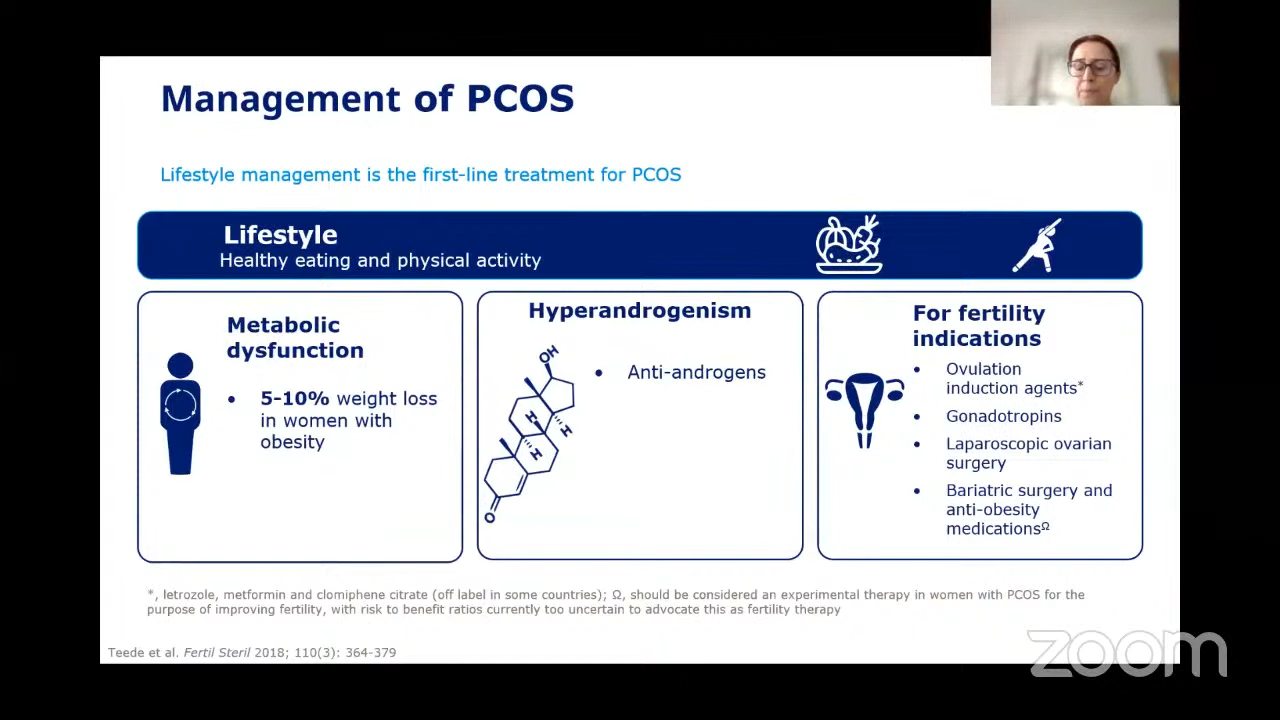 Management of PCOS
Lifestyle management is the first-line treatment for PCOS
Lifestyle
Healthy eating and physical activity
Metabolic
dysfunction
• 5-10% weight loss
in women with
obesity
Hyperandrogenism
• Anti-androgens
OH
H
H
H
O
For fertility
indications
• Ovulation
induction agents*
• Gonadotropins
• Laparoscopic ovarian
surgery
• Bariatric surgery and
anti-obesity
medicationsΩ
*, letrozole, metformin and clomiphene citrate (off label in some countries); Ω, should be considered an experimental therapy in women with PCOS for the
purpose of improving fertility, with risk to benefit ratios currently too uncertain to advocate this as fertility therapy
Teede et al. Fertil Steril 2018; 110(3): 364-379
zoom